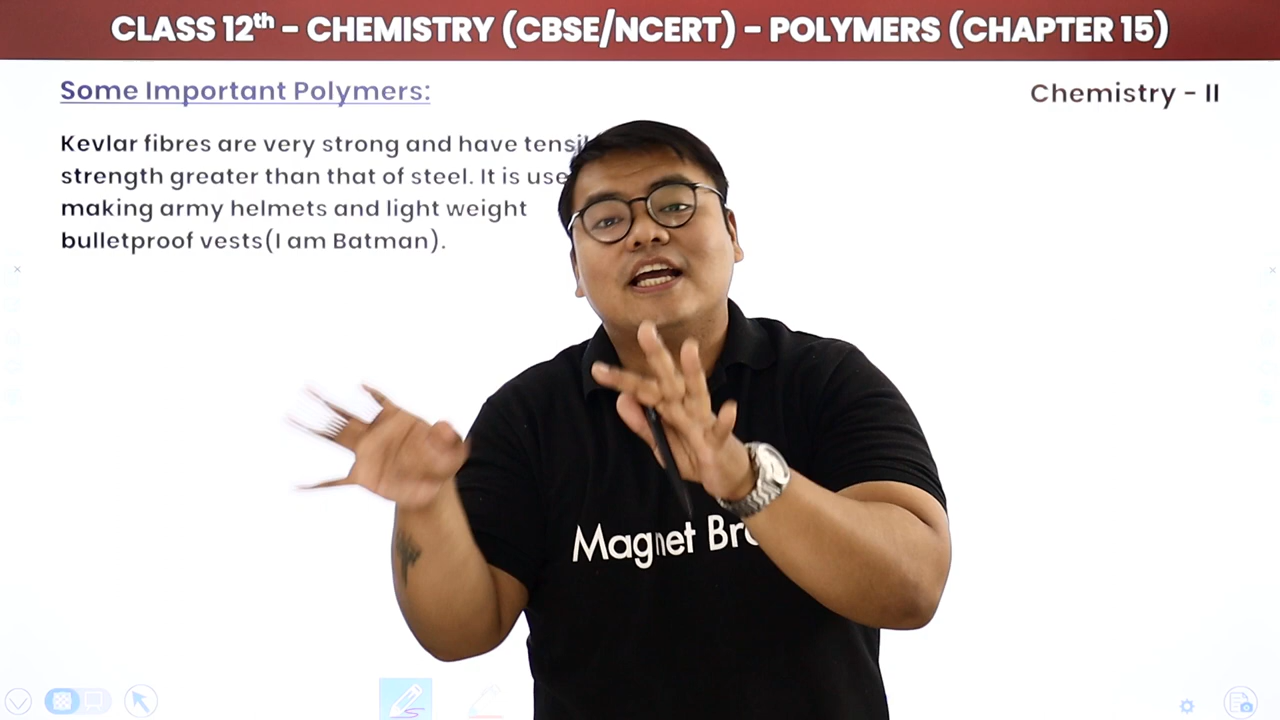 CLASS 12th - CHEMISTRY (CBSE/NCERT) - POLYMERS (CHAPTER 15)
Some Important Polymers:
Chemistry - II
Kevlar fibres are very strong and have
strength greater than that of steel. It is
making army helmets and light weight
bulletproof vests(I am Batman).
Magnet